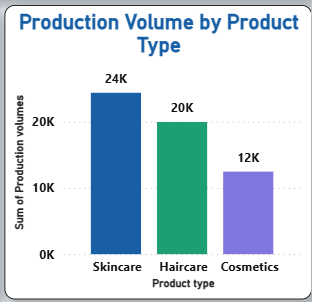 Production Volume by Product
Type
24K
20K
12K
20K
10K
0K
Sum of Production volumes
Skincare Haircare Cosmetics
Product type